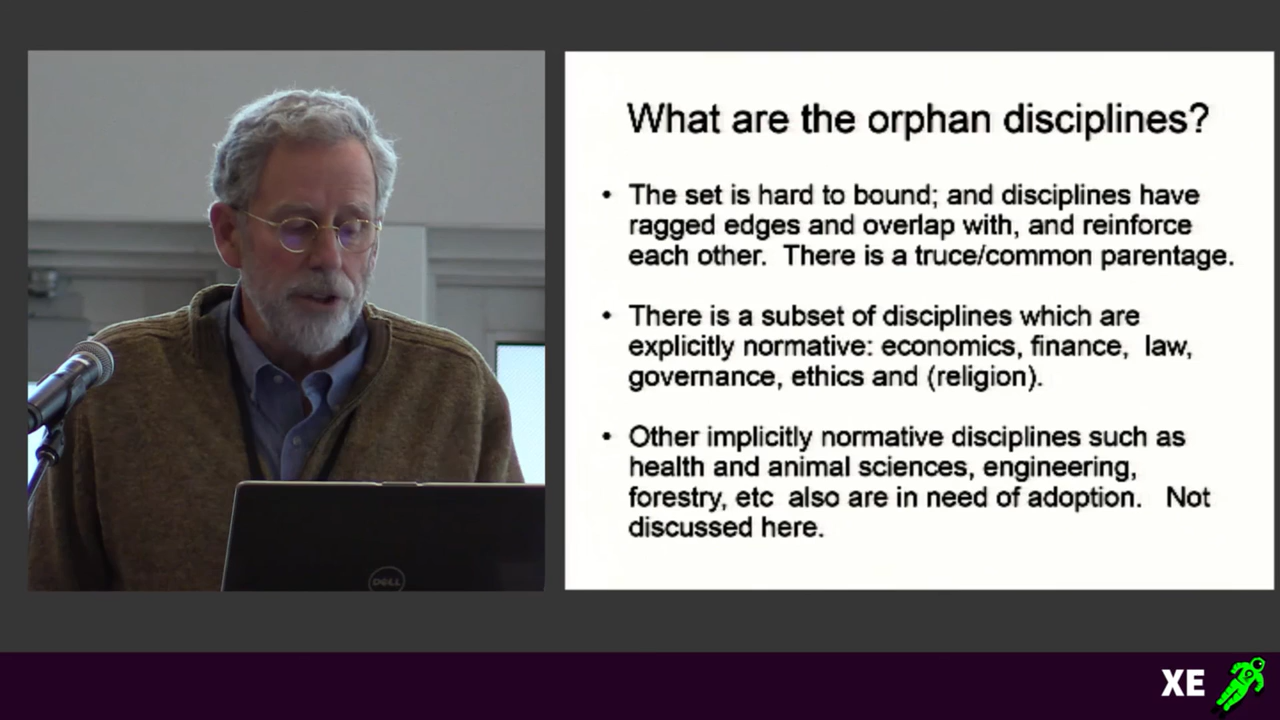 What are the orphan disciplines?
• The set is hard to bound; and disciplines have
ragged edges and overlap with, and reinforce
each other.  There is a truce/common parentage.
• There is a subset of disciplines which are
explicitly normative: economics, finance,  law,
governance, ethics and (religion).
• Other implicitly normative disciplines such as
health and animal sciences, engineering,
forestry, etc  also are in need of adoption.   Not
discussed here.
DELL
XE